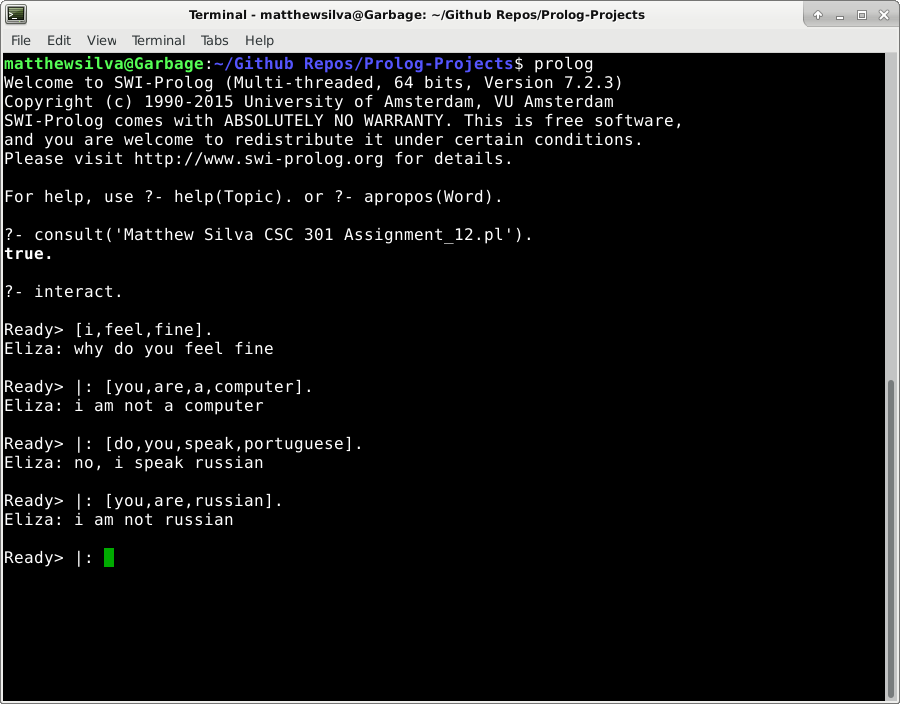 Terminal - matthewsilva@Garbage: ~/Github Repos/Prolog-Projects
File Edit View Terminal Tabs Help
matthewsilva@Garbage:~/Github Repos/Prolog-Projects$ prolog
Welcome to SWI-Prolog (Multi-threaded, 64 bits, Version 7.2.3)
Copyright (c) 1990-2015 University of Amsterdam, VU Amsterdam
SWI-Prolog comes with ABSOLUTELY NO WARRANTY. This is free software,
and you are welcome to redistribute it under certain conditions.
Please visit http://www.swi-prolog.org for details.
For help, use ?- help(Topic). or ?- apropos(Word).
?- consult('Matthew Silva CSC 301 Assignment_12.pl').
true.
?- interact.
Ready> [i,feel,fine].
Eliza: why do you feel fine
Ready> |: [you,are,a,computer].
Eliza: i am not a computer
Ready> |: [do,you,speak,portuguese].
Eliza: no, i speak russian
Ready> |: [you,are,russian].
Eliza: i am not russian
Ready> |: